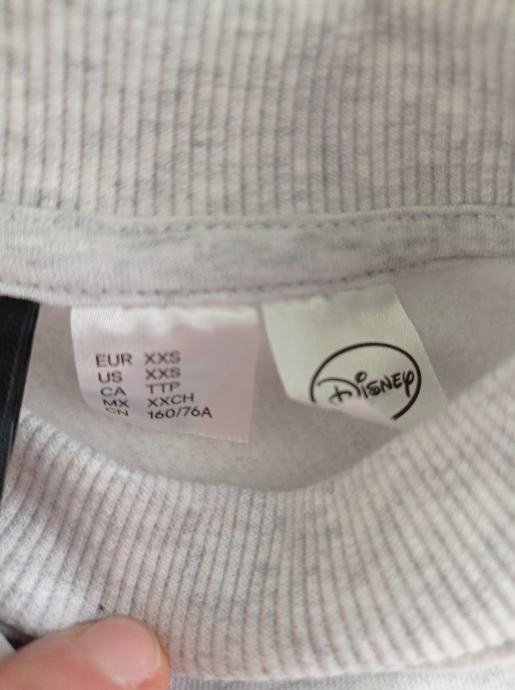 EUR XXS
US XXS
CA TTP
MX XXCH
CN 160/76A
Disney